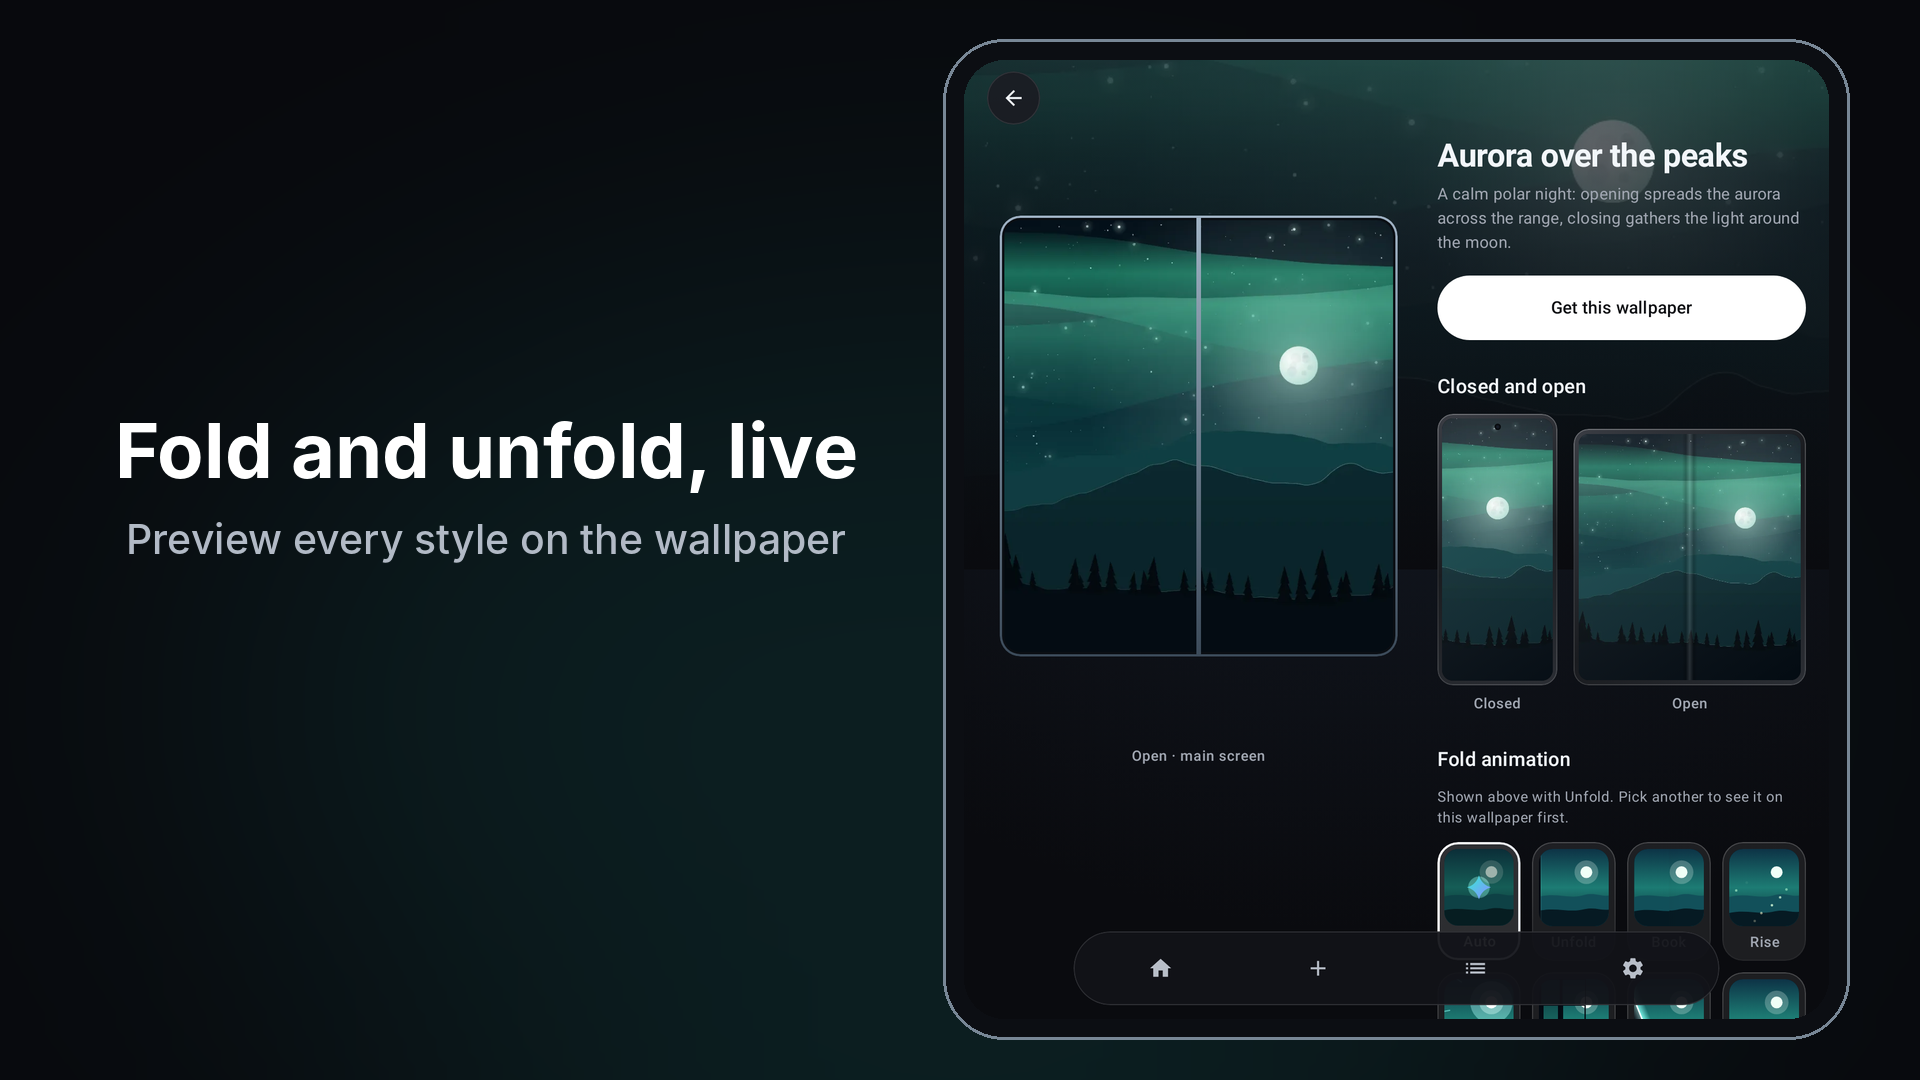 Fold and unfold, live
Preview every style on the wallpaper
Aurora over the peaks
A calm polar night: opening spreads the aurora
across the range, closing gathers the light around
the moon.
Get this wallpaper
Closed and open
Closed
Open
Open · main screen
Fold animation
Shown above with Unfold. Pick another to see it on
this wallpaper first.
Auto
Unfold
Book
Rise